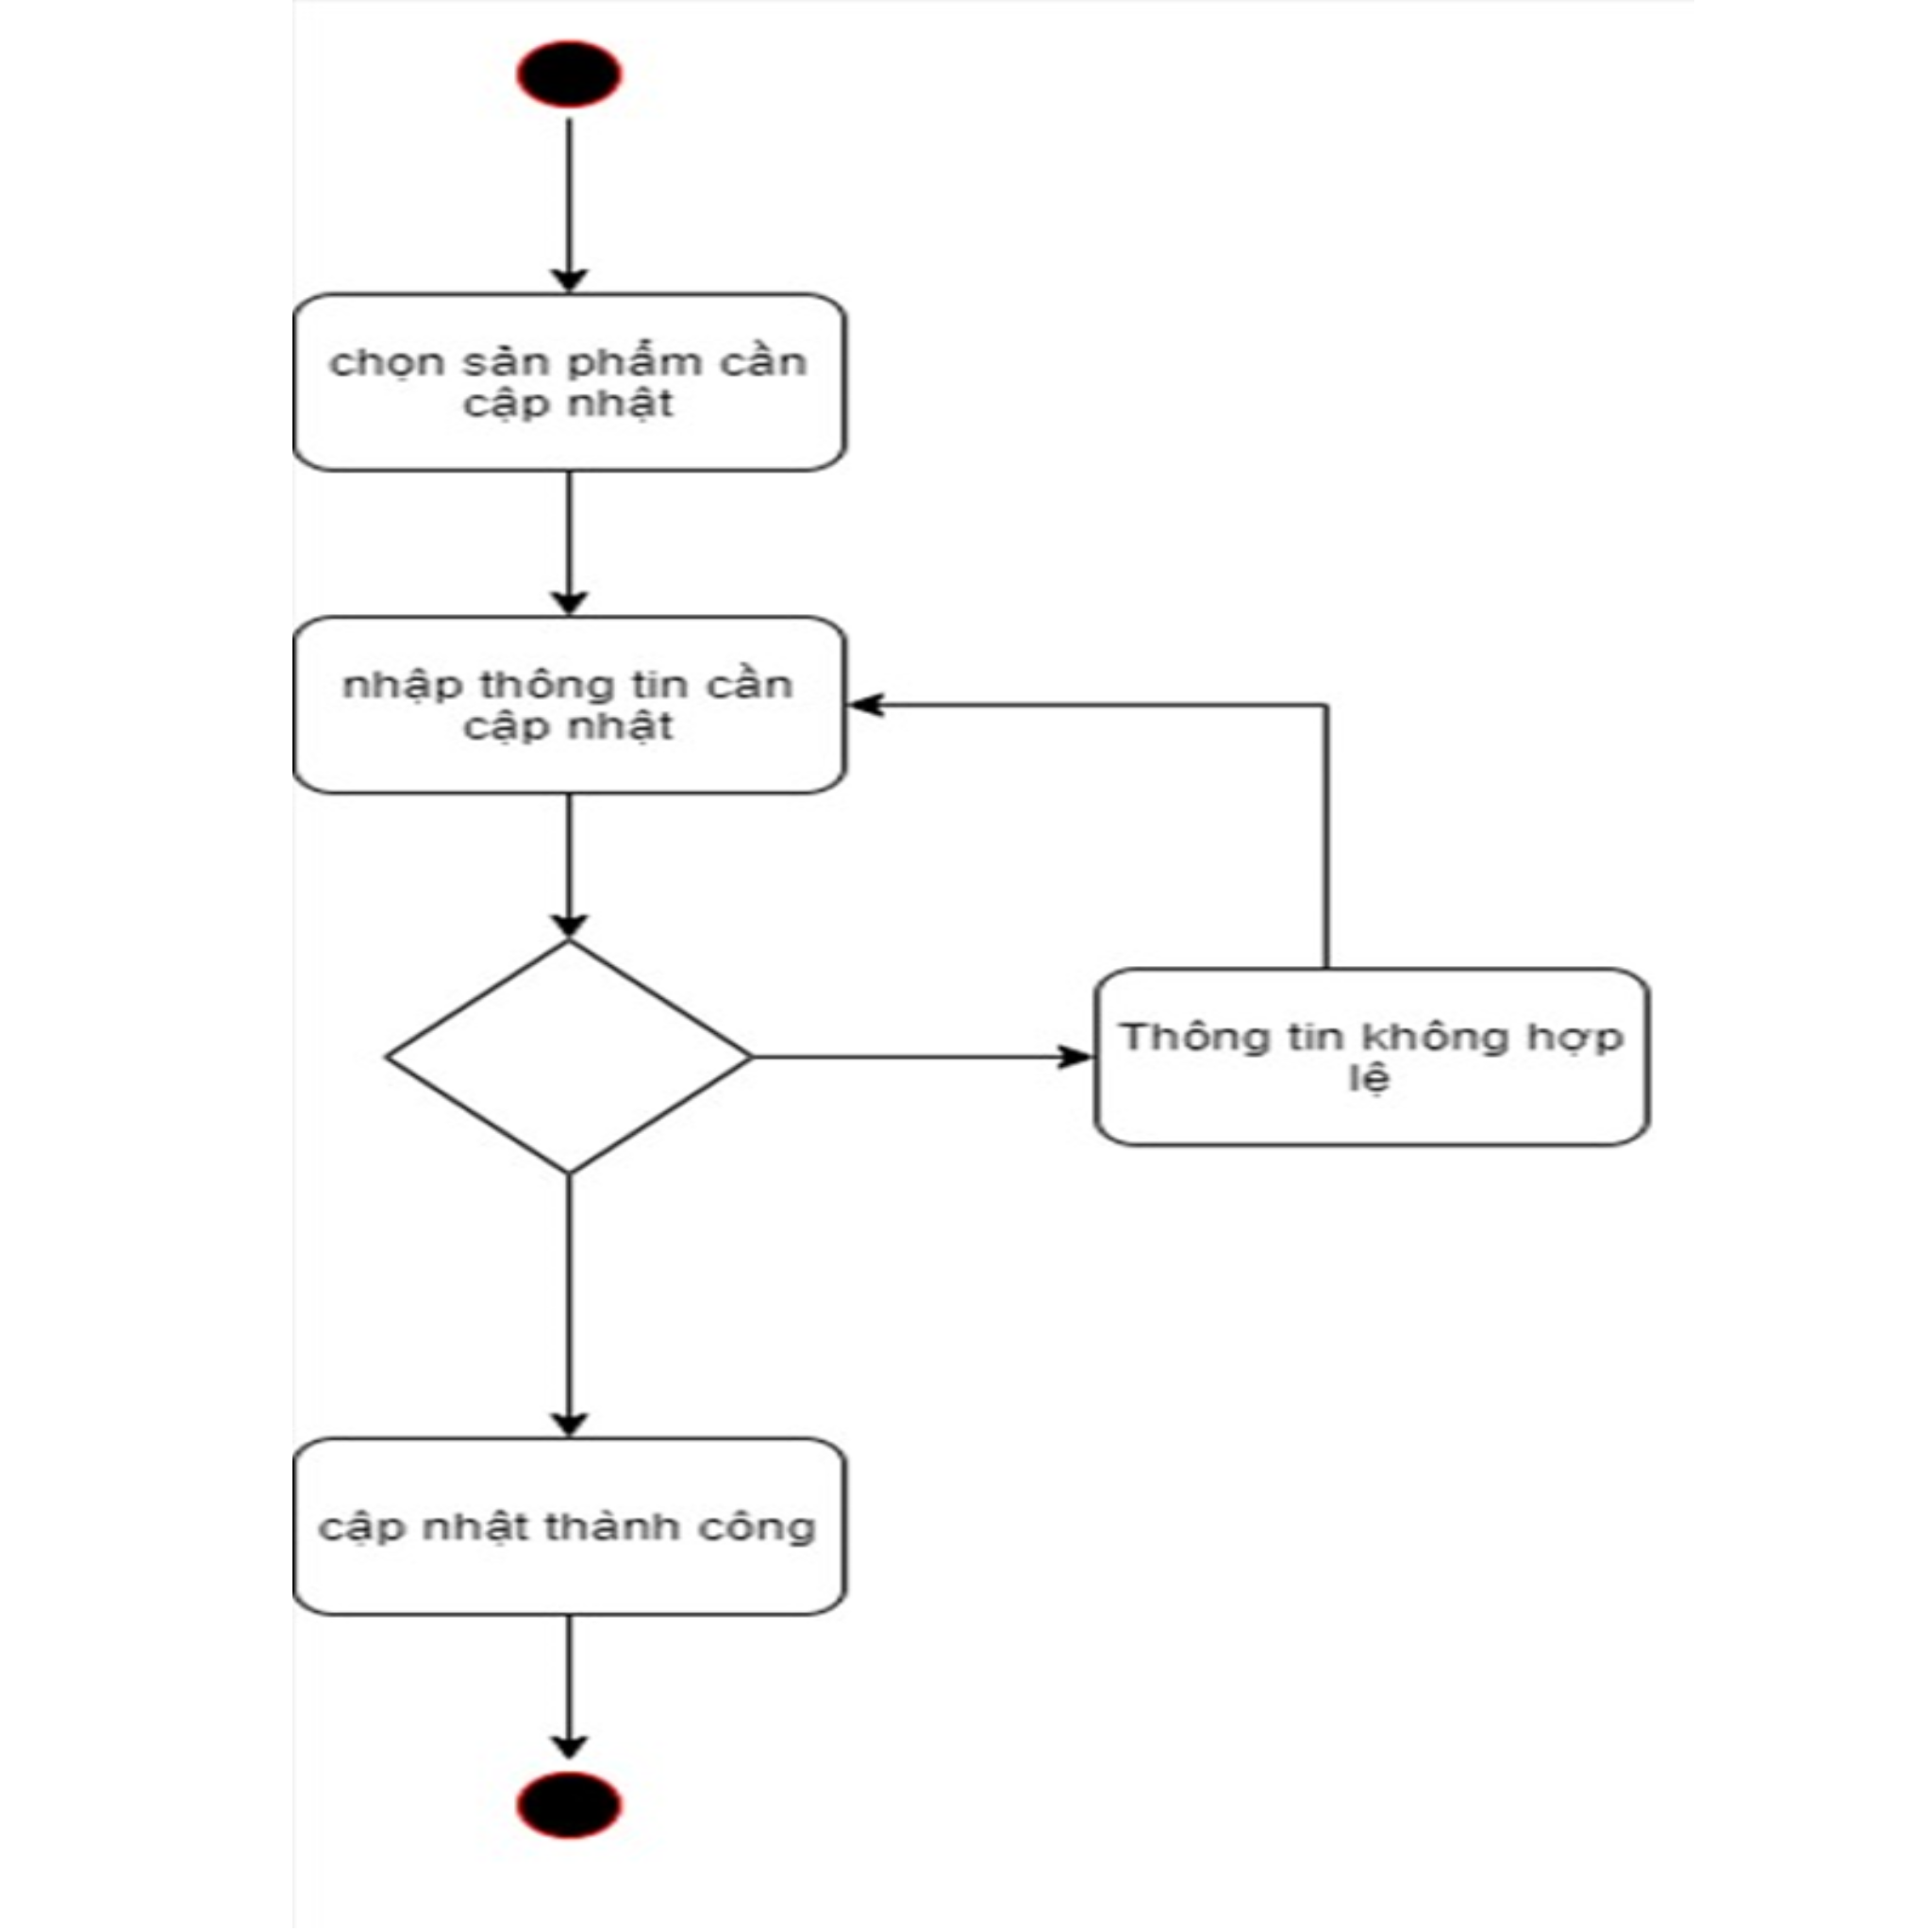 chọn sản phẩm cần
cập nhật
nhập thông tin cần
cập nhật
Thông tin không hợp
lệ
cập nhật thành công